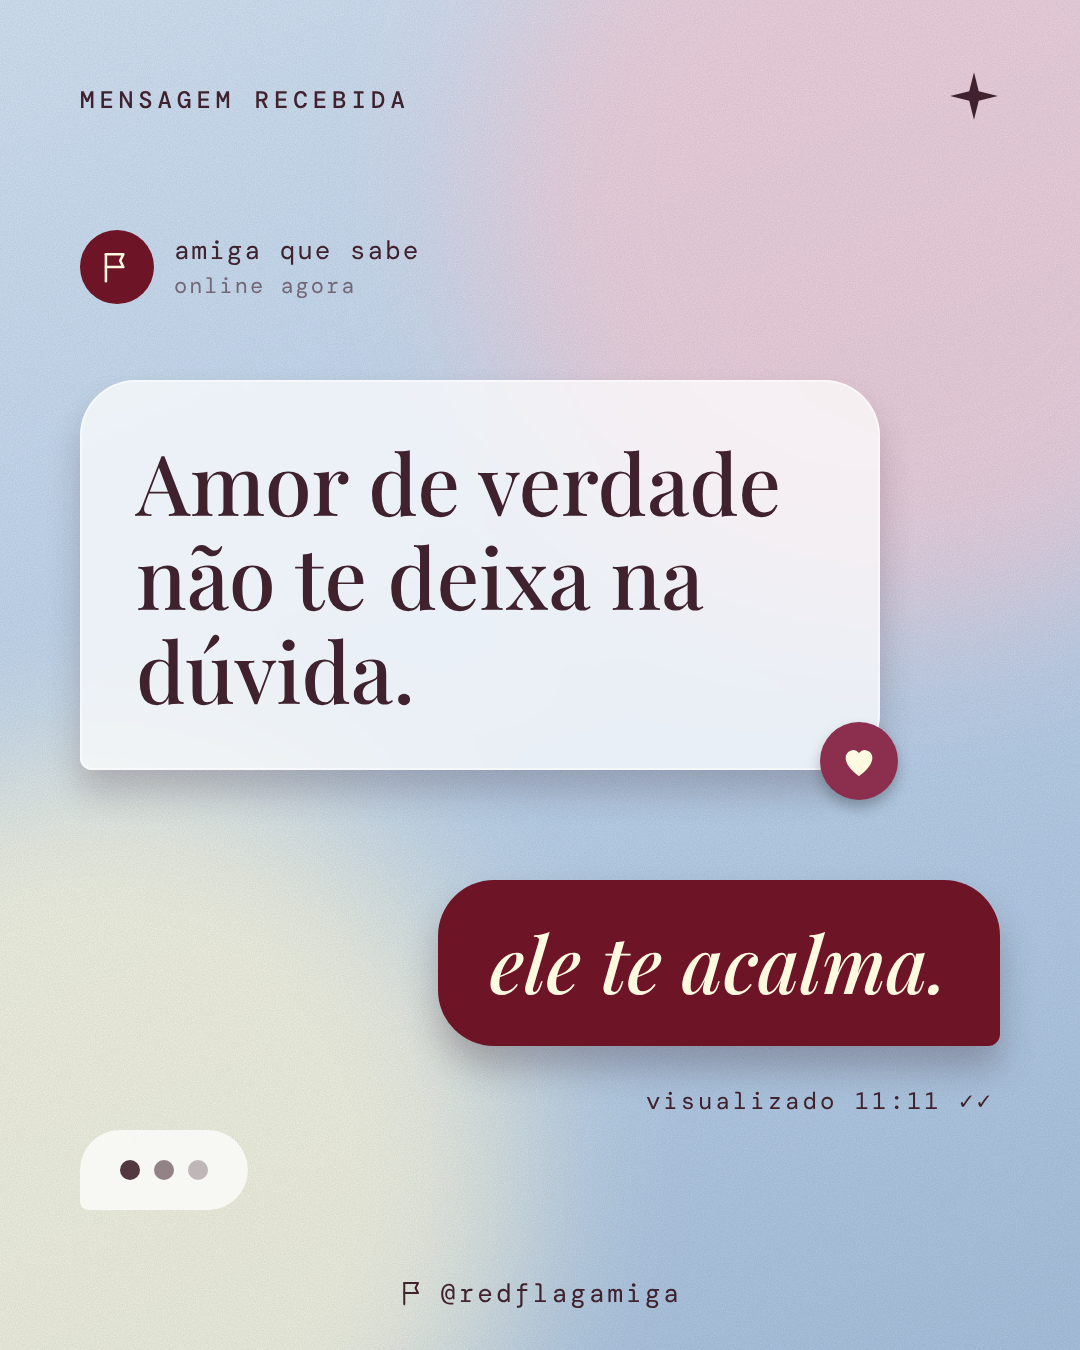 MENSAGEM RECEBIDA
amiga que sabe
online agora
Amor de verdade
não te deixa na
dúvida.
ele te acalma.
visualizado 11:11 ✓✓
@redflagamiga